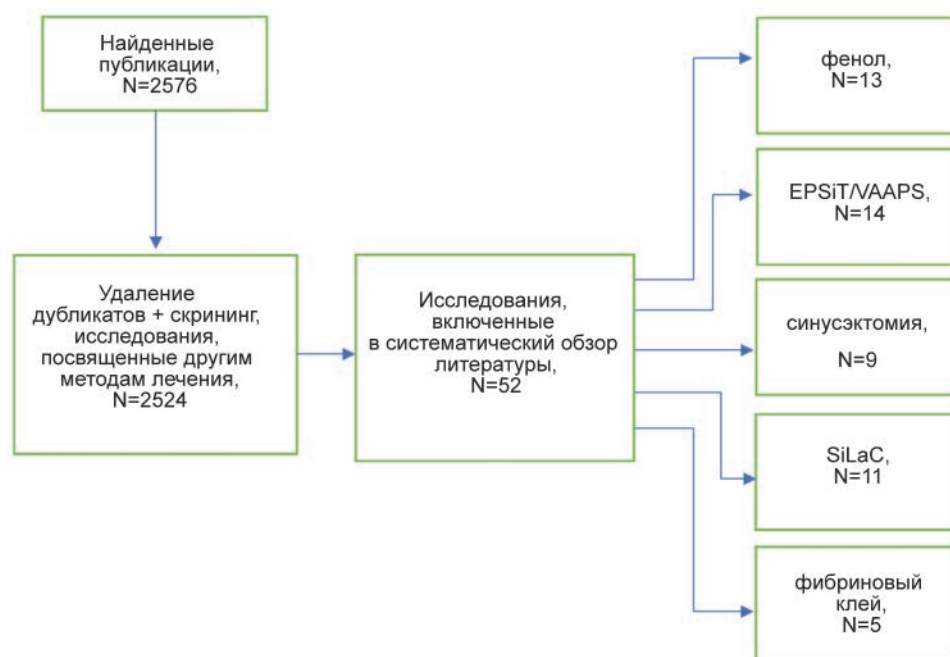 Найденные
публикации,
N=2576
Удаление
дубликатов + скрининг,
исследования,
посвященные другим
методам лечения,
N=2524
Исследования,
включенные
в систематический обзор
литературы,
N=52
фенол,
N=13
EPSiT/VAAPS,
N=14
синусэктомия,
N=9
SiLaC,
N=11
фибриновый
клей,
N=5